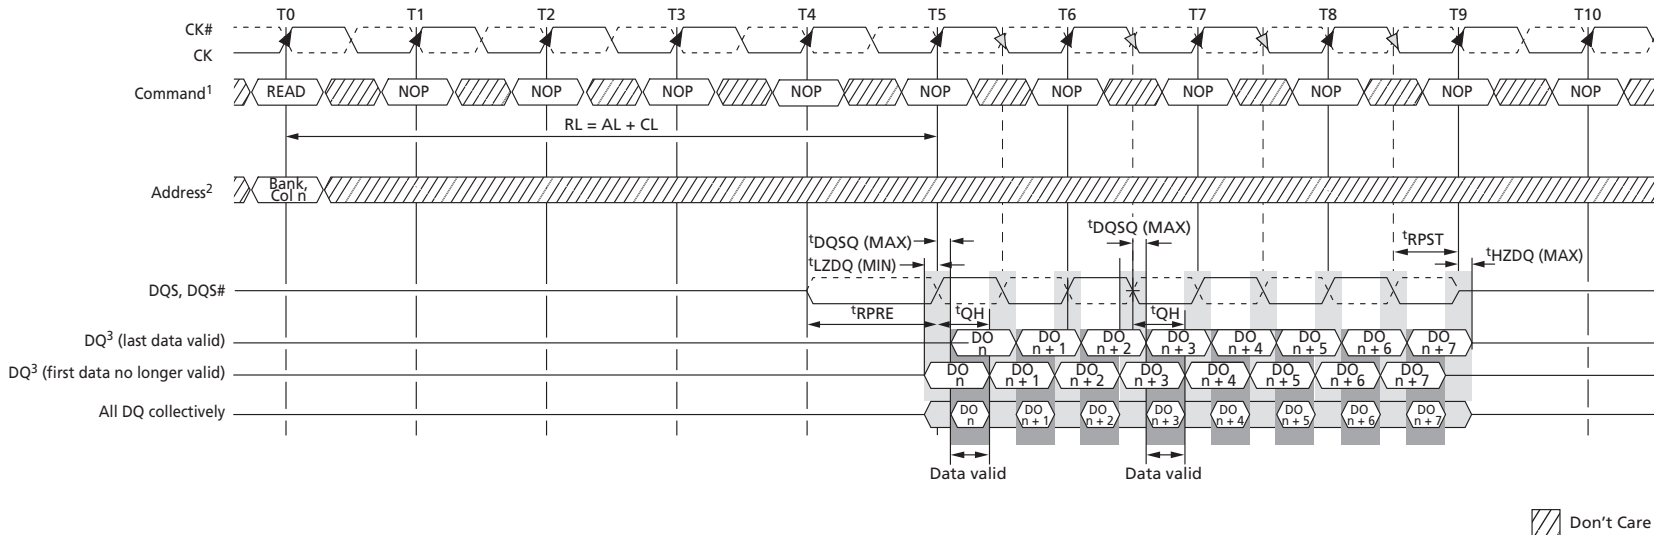 T0 T1 T2 T3 T4 T5 T6 T7 T8 T9 T10
CK#
CK
Command1 READ NOP NOP NOP NOP NOP NOP NOP NOP NOP NOP
RL = AL + CL
Address2 Bank,
Col n
tDQSQ (MAX) tDQSQ (MAX) tRPST
tLZDQ (MIN) tHZDQ (MAX)
DQS, DQS#
tRPRE tQH tQH
DQ3 (last data valid) DO n DO n + 1 DO n + 2 DO n + 3 DO n + 4 DO n + 5 DO n + 6 DO n + 7
DQ3 (first data no longer valid) DO n DO n + 1 DO n + 2 DO n + 3 DO n + 4 DO n + 5 DO n + 6 DO n + 7
All DQ collectively DO n DO n + 1 DO n + 2 DO n + 3 DO n + 4 DO n + 5 DO n + 6 DO n + 7
Data valid Data valid
Don't Care